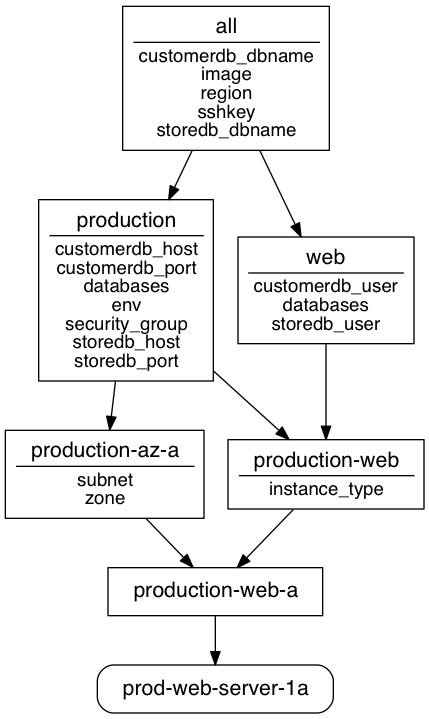 all
customerdb_dbname
image
region
sshkey
storedb_dbname
production
customerdb_host
customerdb_port
databases
env
security_group
storedb_host
storedb_port
web
customerdb_user
databases
storedb_user
production-az-a
subnet
zone
production-web
instance_type
production-web-a
prod-web-server-1a